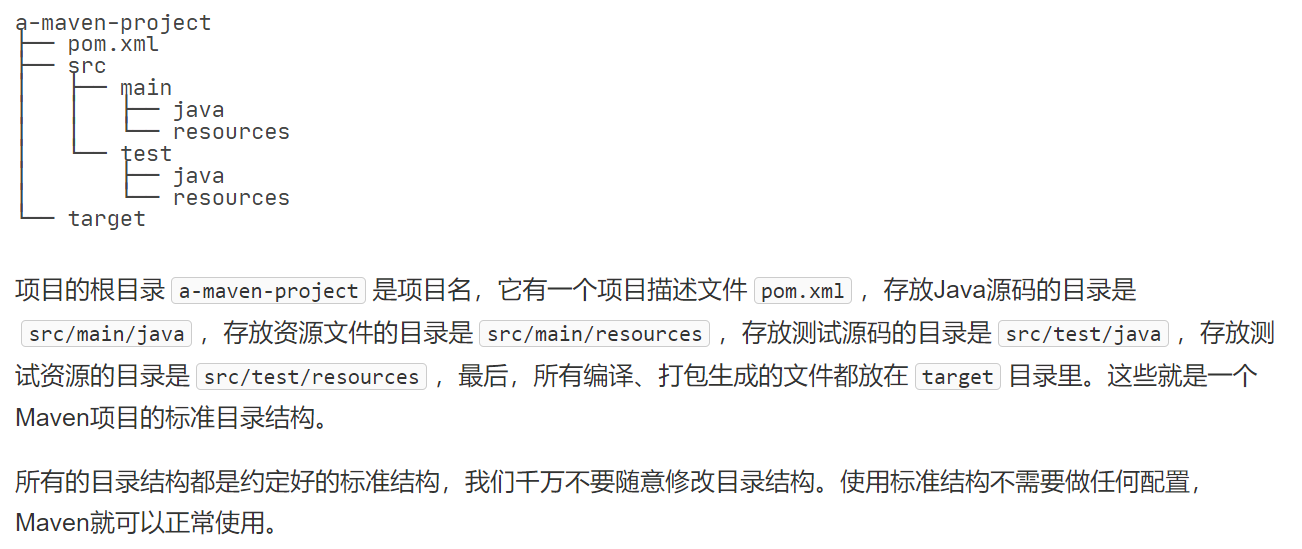 a-maven-project
├── pom.xml
├── src
│   ├── main
│   │   ├── java
│   │   └── resources
│   └── test
│       ├── java
│       └── resources
└── target
项目的根目录 a-maven-project 是项目名，它有一个项目描述文件 pom.xml ，存放Java源码的目录是
src/main/java ，存放资源文件的目录是 src/main/resources ，存放测试源码的目录是 src/test/java ，存放测
试资源的目录是 src/test/resources ，最后，所有编译、打包生成的文件都放在 target 目录里。这些就是一个
Maven项目的标准目录结构。
所有的目录结构都是约定好的标准结构，我们千万不要随意修改目录结构。使用标准结构不需要做任何配置，
Maven就可以正常使用。